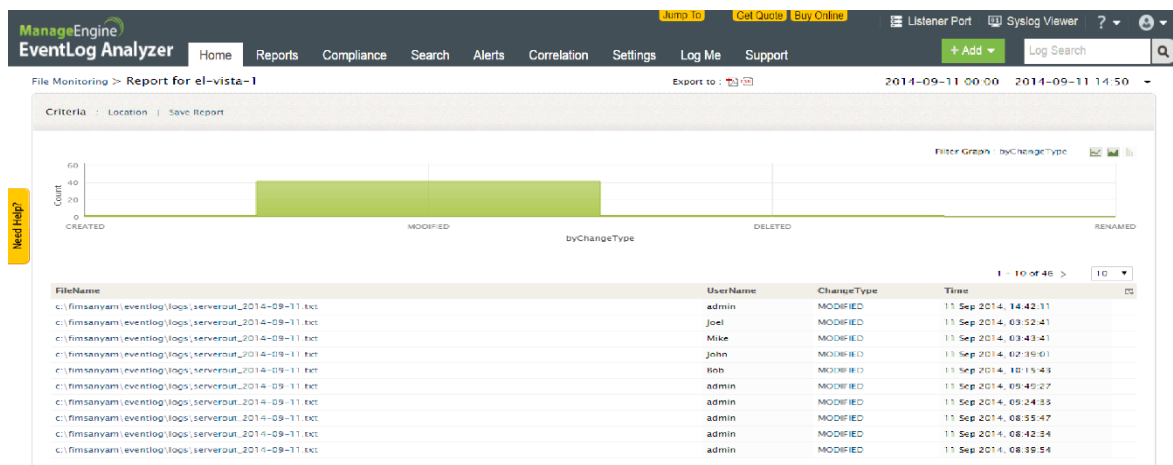 Jump To Get Quote Buy Online Listener Port Syslog Viewer ?
ManageEngine
EventLog Analyzer Home Reports Compliance Search Alerts Correlation Settings Log Me Support + Add Log Search
File Monitoring > Report for el-vista-1 Export to : 2014-09-11 00:00 2014-09-11 14:50
Criteria : Location | Save Report
Filter Graph : byChangeType
60
40
20
0
Count
CREATED MODIFIED DELETED RENAMED
byChangeType
Need Help?
1 - 10 of 46 > 10
FileName UserName ChangeType Time
c:\fimsanyam\eventlog\logs\serverout_2014-09-11.txt admin MODIFIED 11 Sep 2014, 14:42:11
c:\fimsanyam\eventlog\logs\serverout_2014-09-11.txt Joel MODIFIED 11 Sep 2014, 03:52:41
c:\fimsanyam\eventlog\logs\serverout_2014-09-11.txt Mike MODIFIED 11 Sep 2014, 03:43:41
c:\fimsanyam\eventlog\logs\serverout_2014-09-11.txt John MODIFIED 11 Sep 2014, 02:39:01
c:\fimsanyam\eventlog\logs\serverout_2014-09-11.txt Bob MODIFIED 11 Sep 2014, 10:15:43
c:\fimsanyam\eventlog\logs\serverout_2014-09-11.txt admin MODIFIED 11 Sep 2014, 09:49:27
c:\fimsanyam\eventlog\logs\serverout_2014-09-11.txt admin MODIFIED 11 Sep 2014, 09:24:33
c:\fimsanyam\eventlog\logs\serverout_2014-09-11.txt admin MODIFIED 11 Sep 2014, 08:55:47
c:\fimsanyam\eventlog\logs\serverout_2014-09-11.txt admin MODIFIED 11 Sep 2014, 08:42:54
c:\fimsanyam\eventlog\logs\serverout_2014-09-11.txt admin MODIFIED 11 Sep 2014, 08:39:54